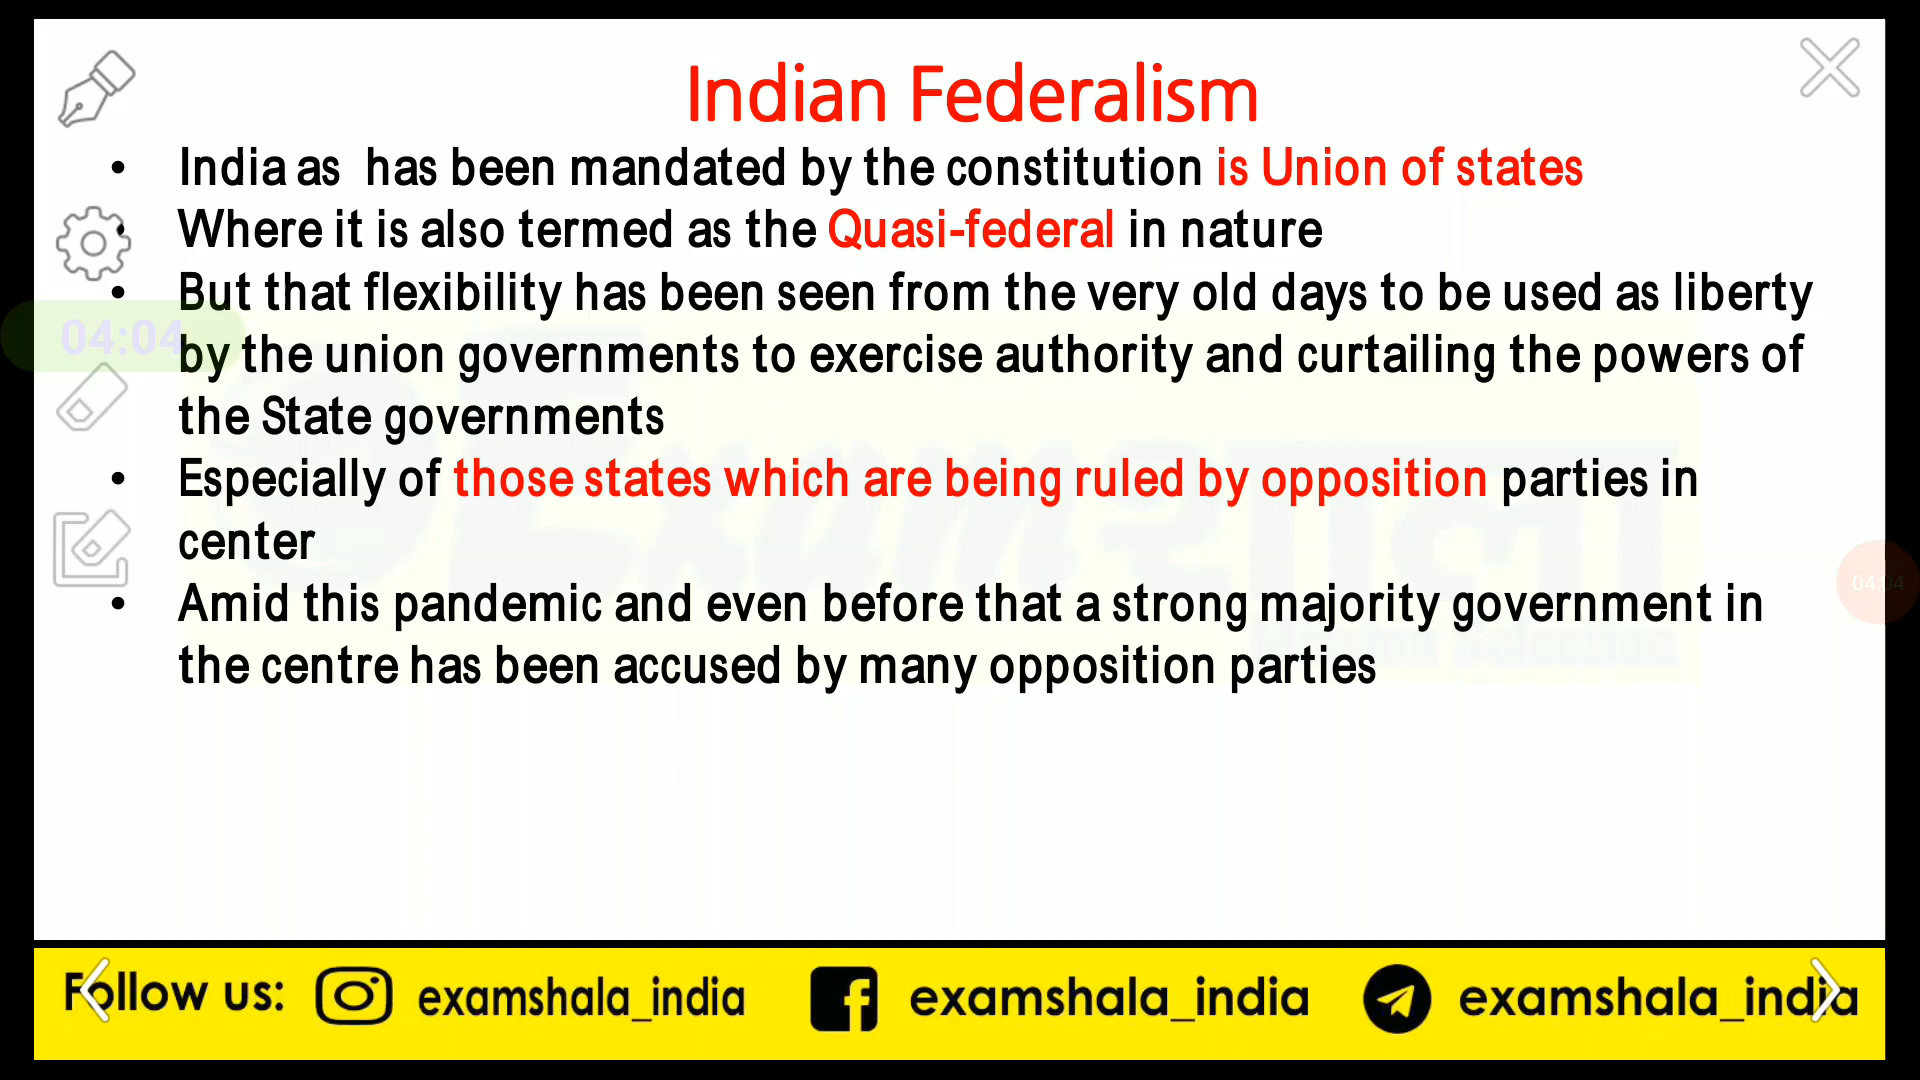 Indian Federalism
• India as has been mandated by the constitution is Union of states
• Where it is also termed as the Quasi-federal in nature
• But that flexibility has been seen from the very old days to be used as liberty
04:04
by the union governments to exercise authority and curtailing the powers of
the State governments
• Especially of those states which are being ruled by opposition parties in
center
04:04
• Amid this pandemic and even before that a strong majority government in
the centre has been accused by many opposition parties
Examशाला
Mission Selection
Follow us: examshala_india examshala_india examshala_india